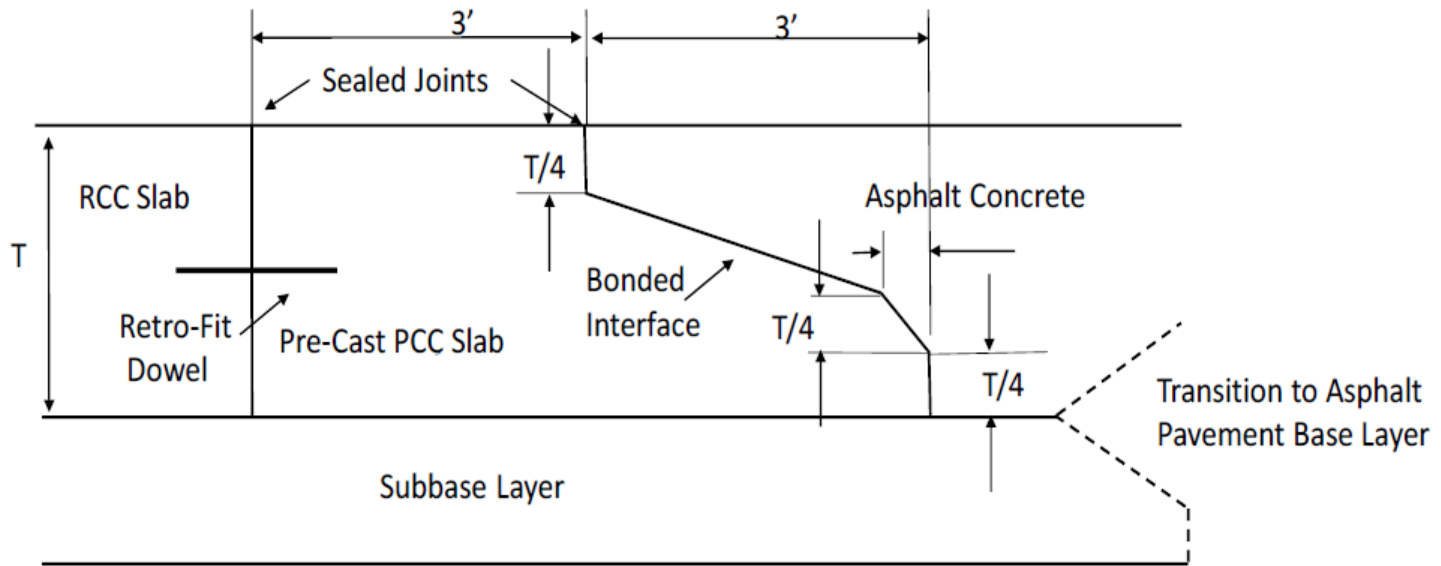 3’
3’
Sealed Joints
T/4
RCC Slab
Asphalt Concrete
T
Bonded
Interface
Retro-Fit
Dowel
Pre-Cast PCC Slab
T/4
T/4
Transition to Asphalt
Pavement Base Layer
Subbase Layer